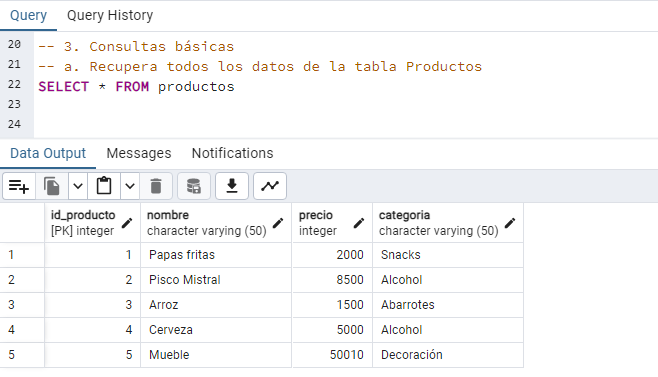 Query Query History
20 -- 3. Consultas básicas
21 -- a. Recupera todos los datos de la tabla Productos
22 SELECT * FROM productos
23
24
Data Output Messages Notifications
id_producto nombre precio categoria
[PK] integer character varying (50) integer character varying (50)
1 1 Papas fritas 2000 Snacks
2 2 Pisco Mistral 8500 Alcohol
3 3 Arroz 1500 Abarrotes
4 4 Cerveza 5000 Alcohol
5 5 Mueble 50010 Decoración